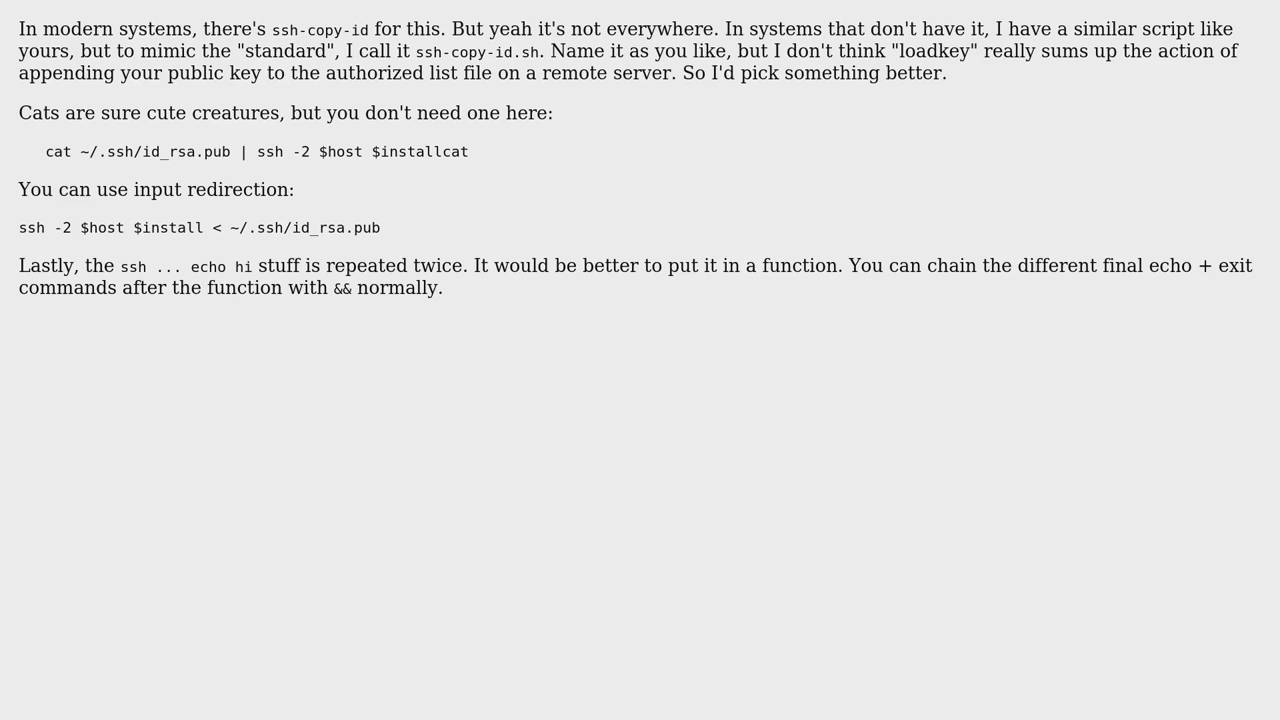 In modern systems, there's ssh-copy-id for this. But yeah it's not everywhere. In systems that don't have it, I have a similar script like
yours, but to mimic the "standard", I call it ssh-copy-id.sh. Name it as you like, but I don't think "loadkey" really sums up the action of
appending your public key to the authorized list file on a remote server. So I'd pick something better.
Cats are sure cute creatures, but you don't need one here:
cat ~/.ssh/id_rsa.pub | ssh -2 $host $installcat
You can use input redirection:
ssh -2 $host $install < ~/.ssh/id_rsa.pub
Lastly, the ssh ... echo hi stuff is repeated twice. It would be better to put it in a function. You can chain the different final echo + exit
commands after the function with && normally.